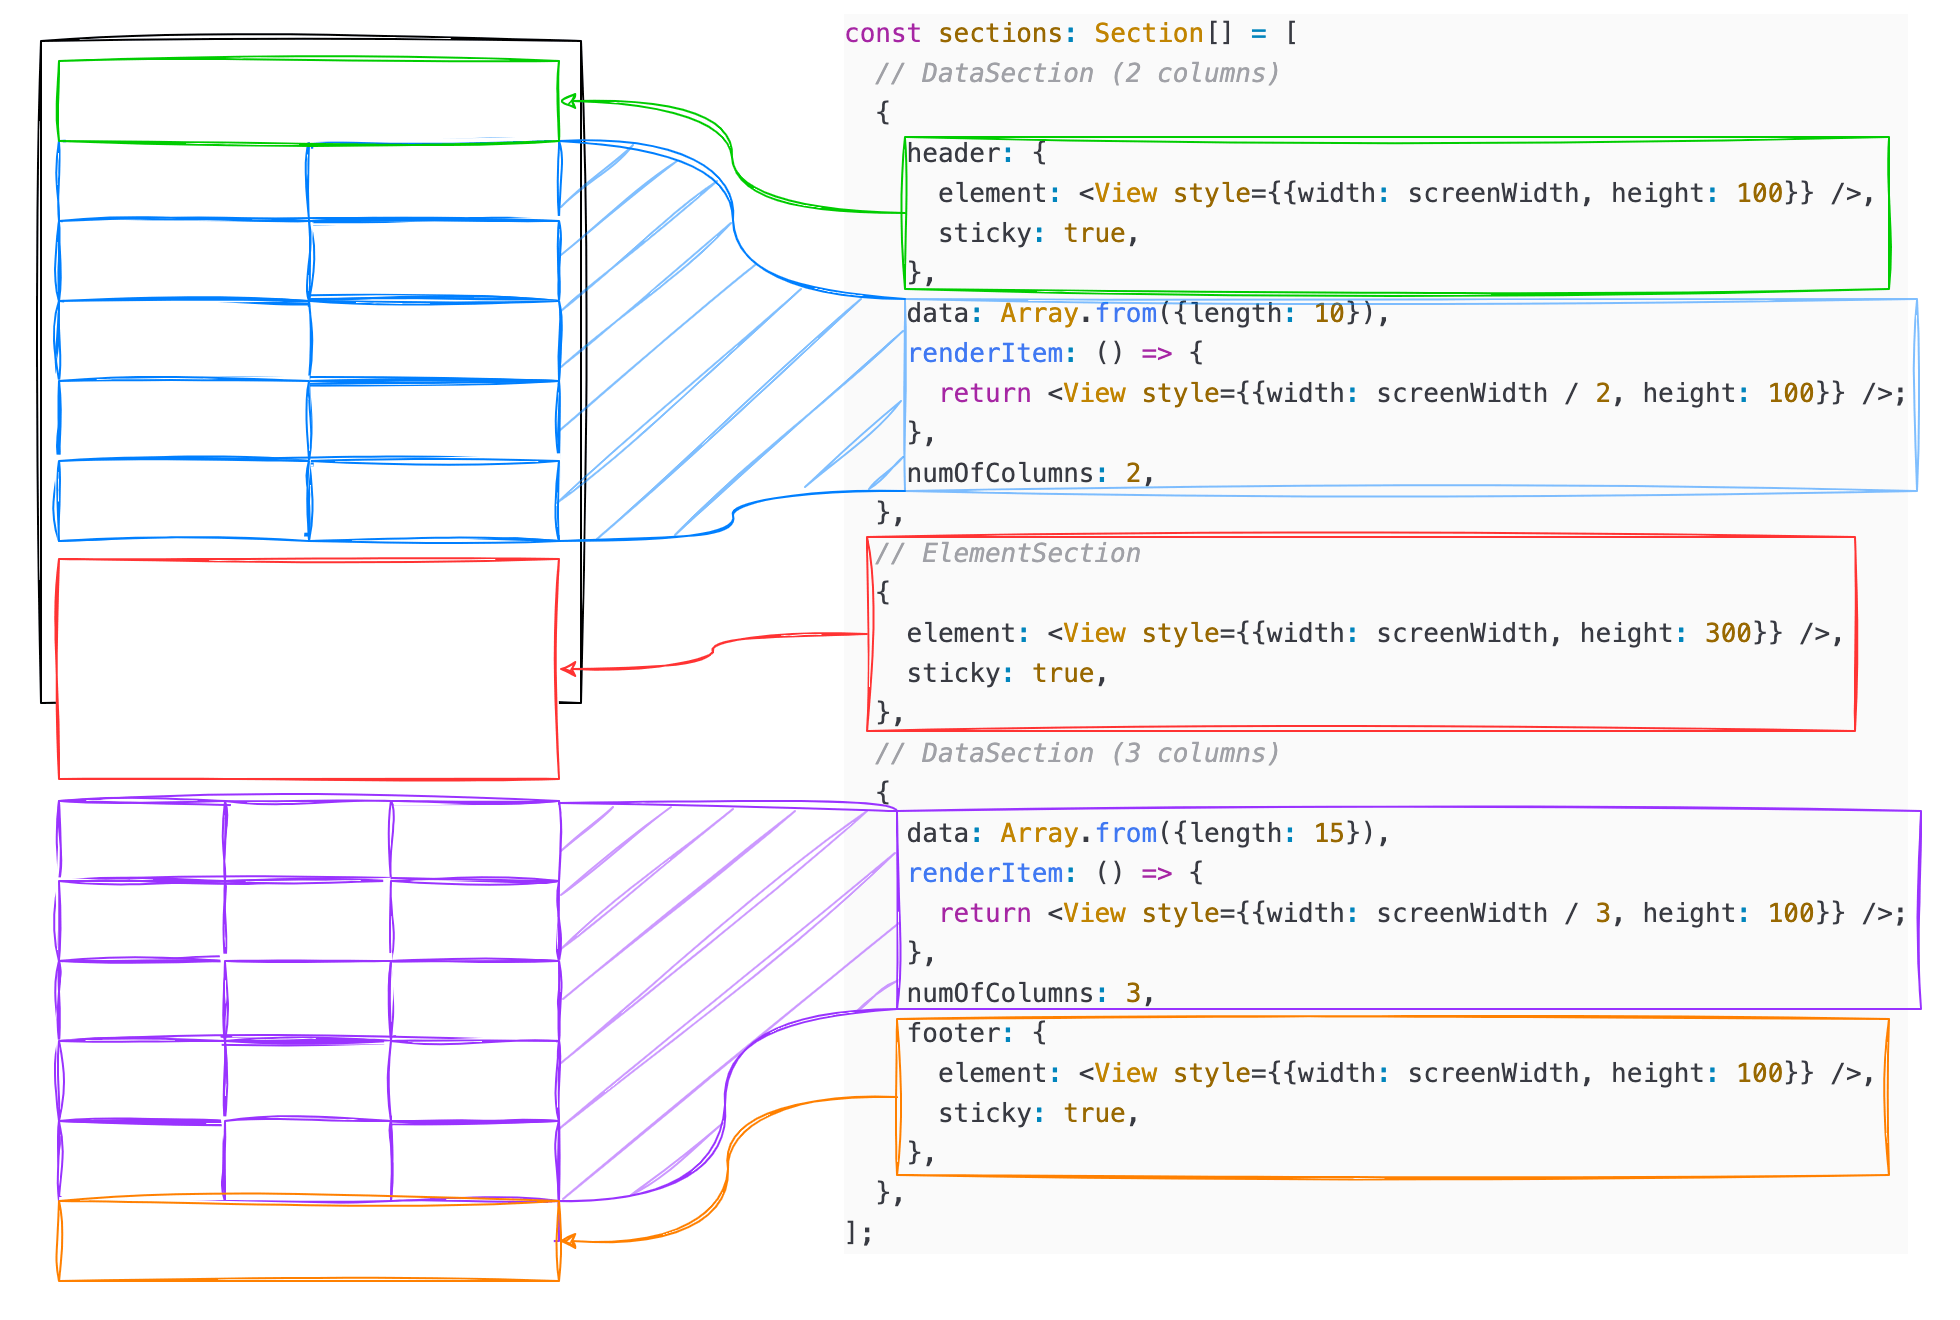 const sections: Section[] = [
  // DataSection (2 columns)
  {
    header: {
      element: <View style={{width: screenWidth, height: 100}} />,
      sticky: true,
    },
    data: Array.from({length: 10}),
    renderItem: () => {
      return <View style={{width: screenWidth / 2, height: 100}} />;
    },
    numOfColumns: 2,
  },
  // ElementSection
  {
    element: <View style={{width: screenWidth, height: 300}} />,
    sticky: true,
  },
  // DataSection (3 columns)
  {
    data: Array.from({length: 15}),
    renderItem: () => {
      return <View style={{width: screenWidth / 3, height: 100}} />;
    },
    numOfColumns: 3,
    footer: {
      element: <View style={{width: screenWidth, height: 100}} />,
      sticky: true,
    },
  },
];